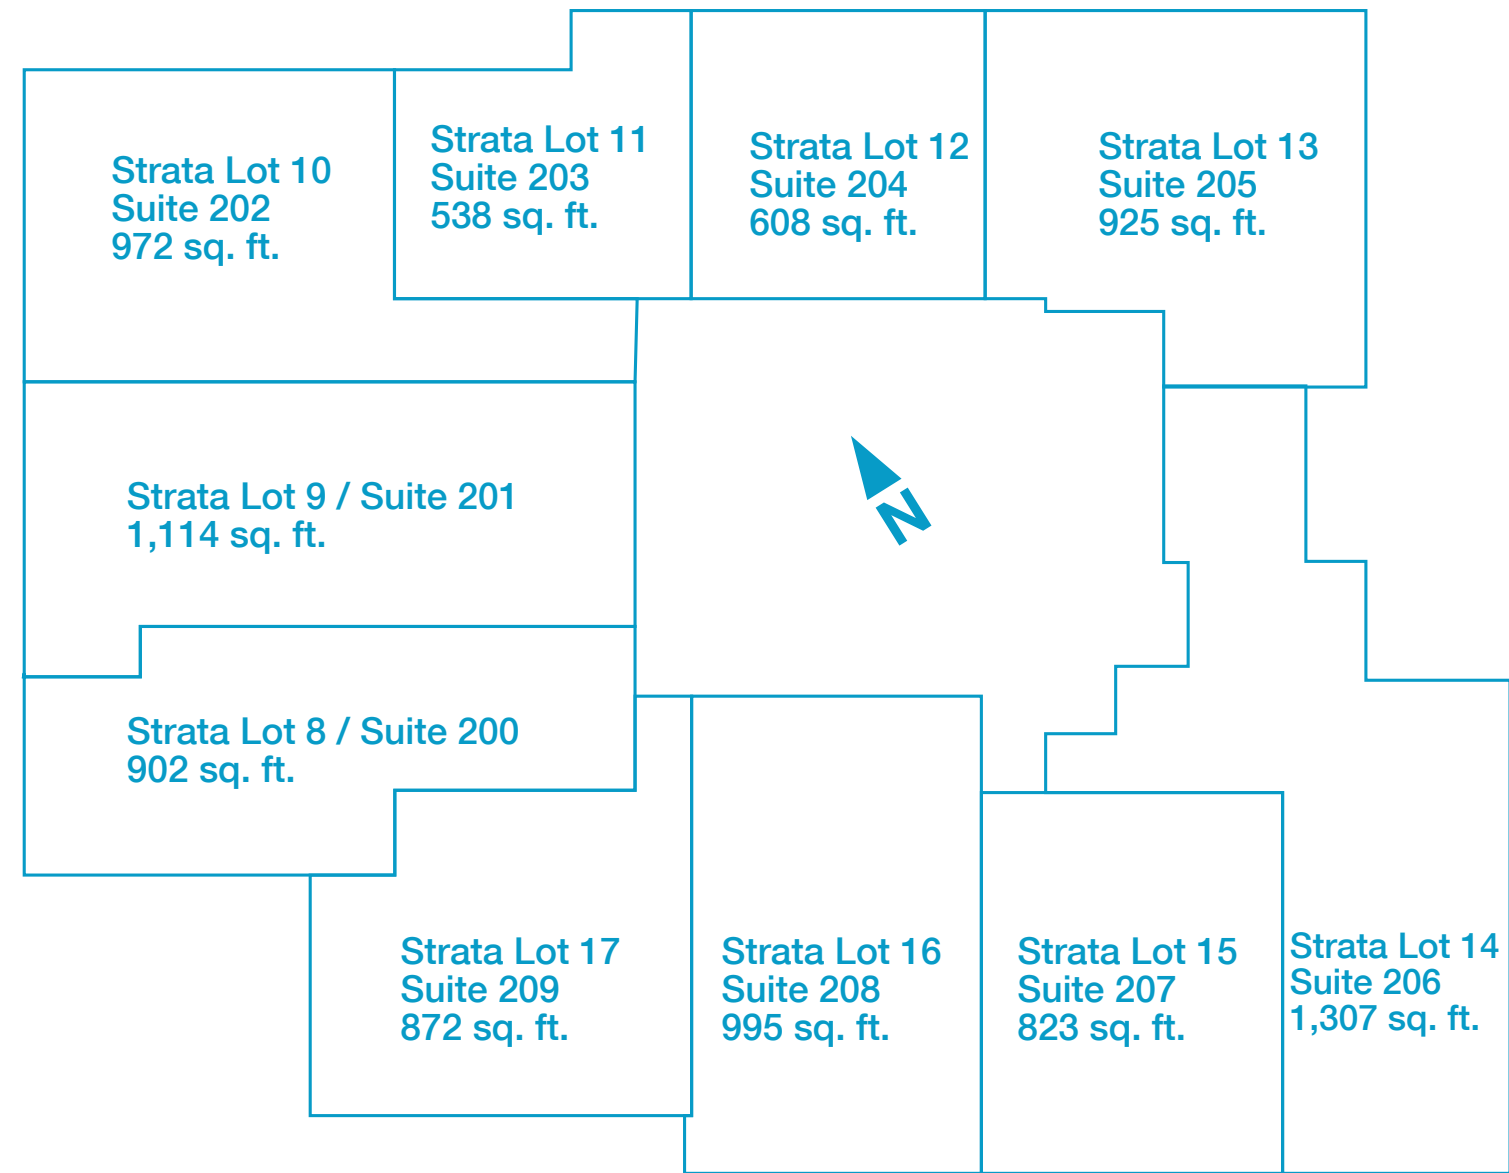 Strata Lot 10
Suite 202
972 sq. ft.
Strata Lot 11
Suite 203
538 sq. ft.
Strata Lot 12
Suite 204
608 sq. ft.
Strata Lot 13
Suite 205
925 sq. ft.
Strata Lot 9 / Suite 201
1,114 sq. ft.
N
Strata Lot 8 / Suite 200
902 sq. ft.
Strata Lot 17
Suite 209
872 sq. ft.
Strata Lot 16
Suite 208
995 sq. ft.
Strata Lot 15
Suite 207
823 sq. ft.
Strata Lot 14
Suite 206
1,307 sq. ft.